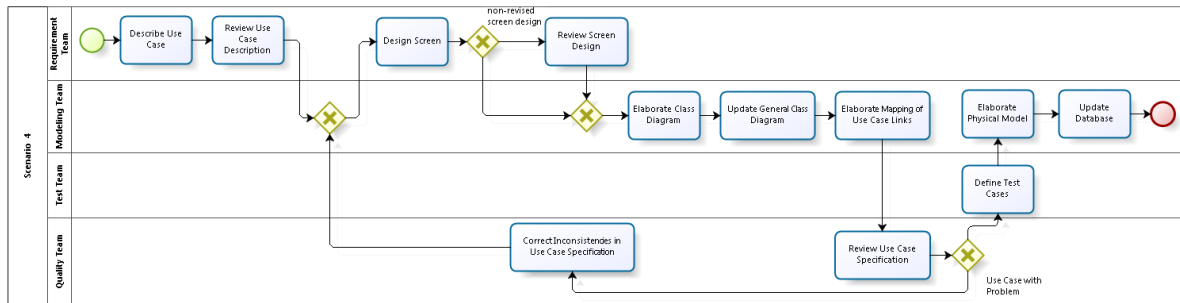 Scenario 4
Requirement
Team
Modeling Team
Test Team
Quality Team
Describe Use
Case
Review Use
Case
Description
Design Screen
non-revised
screen design
Review Screen
Design
Elaborate Class
Diagram
Update General Class
Diagram
Elaborate Mapping of
Use Case Links
Elaborate
Physical Model
Update
Database
Define Test
Cases
Correct Inconsistencies in
Use Case Specification
Review Use Case
Specification
Use Case with
Problem